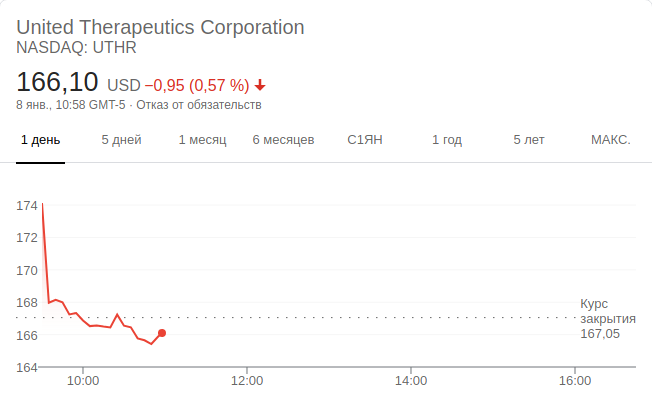 United Therapeutics Corporation
NASDAQ: UTHR
166,10 USD −0,95 (0,57 %)
8 янв., 10:58 GMT-5 · Отказ от обязательств
1 день 5 дней 1 месяц 6 месяцев С1ЯН 1 год 5 лет МАКС.
174
172
170
168
166
164
Курс
закрытия
167,05
10:00 12:00 14:00 16:00